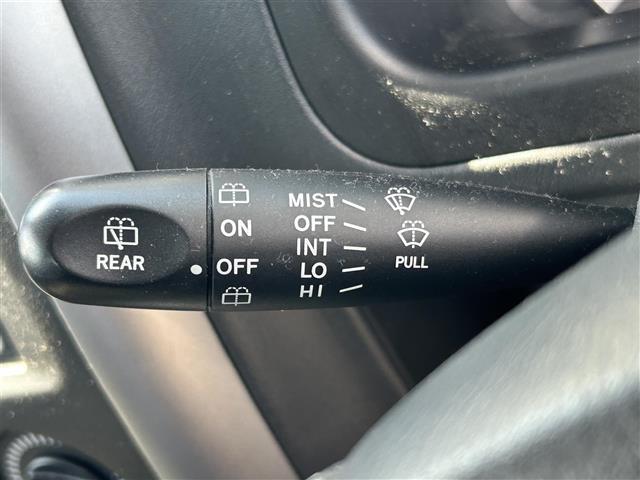 REAR
ON
OFF
MIST
OFF
INT
LO
HI
PULL